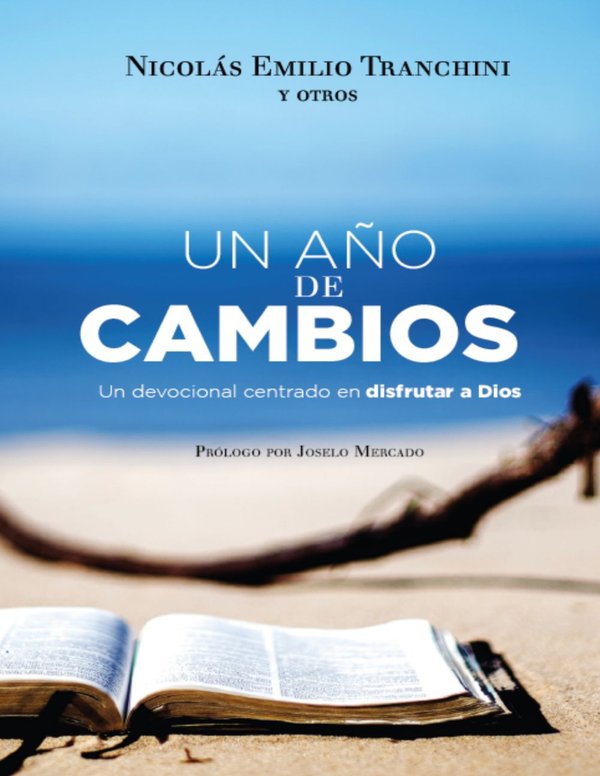 Nicolás Emilio Tranchini
y otros
UN AÑO
DE
CAMBIOS
Un devocional centrado en disfrutar a Dios
Prólogo por Joselo Mercado